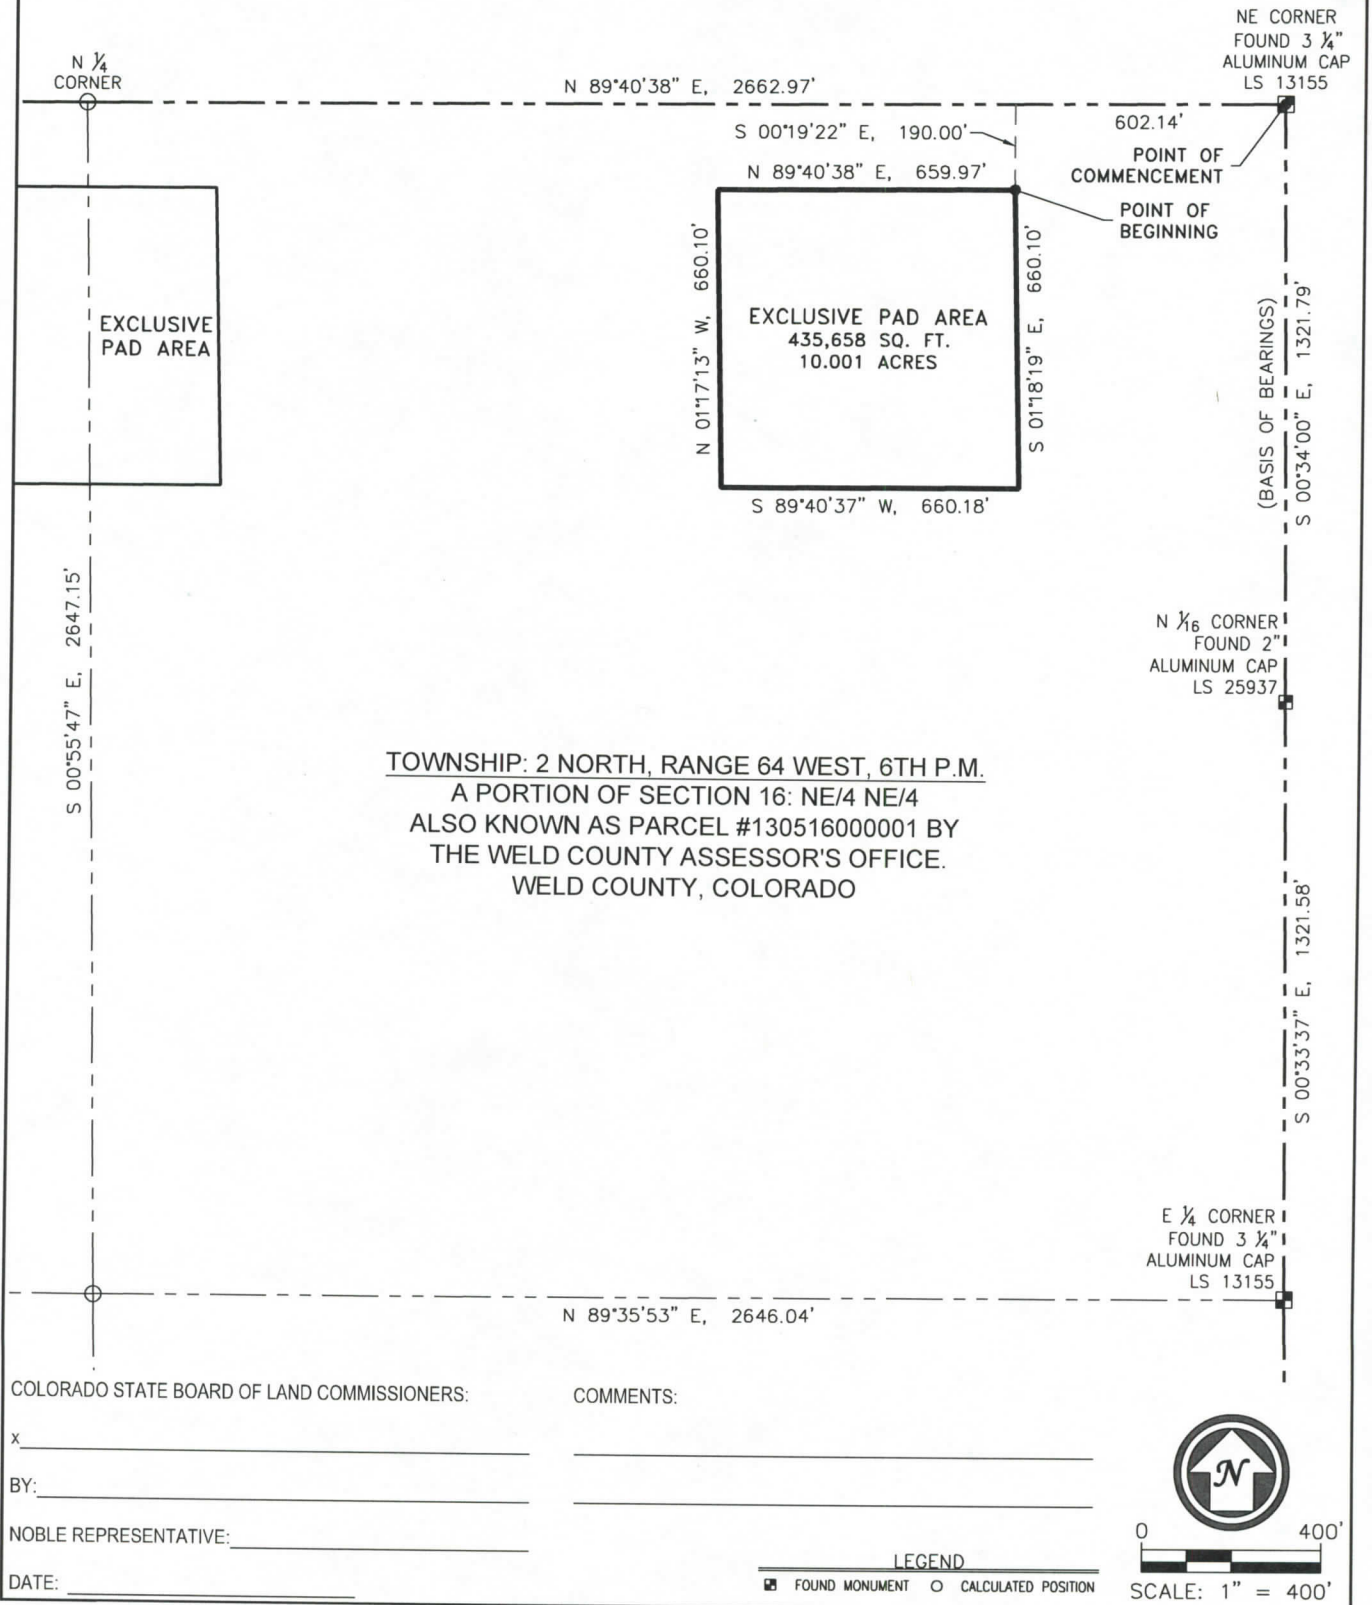 NE CORNER
FOUND 3 ¼"
ALUMINUM CAP
LS 13155
N ¼
CORNER
N 89°40'38" E, 2662.97'
602.14'
S 00°19'22" E, 190.00'
POINT OF
COMMENCEMENT
N 89°40'38" E, 659.97'
POINT OF
BEGINNING
N 01°17'13" W, 660.10'
S 01°18'19" E, 660.10'
EXCLUSIVE PAD AREA
435,658 SQ. FT.
10.001 ACRES
EXCLUSIVE
PAD AREA
(BASIS OF BEARINGS)
S 00°34'00" E, 1321.79'
S 89°40'37" W, 660.18'
S 00°55'47" E, 2647.15'
N 1/16 CORNER
FOUND 2"
ALUMINUM CAP
LS 25937
TOWNSHIP: 2 NORTH, RANGE 64 WEST, 6TH P.M.
A PORTION OF SECTION 16: NE/4 NE/4
ALSO KNOWN AS PARCEL #130516000001 BY
THE WELD COUNTY ASSESSOR'S OFFICE.
WELD COUNTY, COLORADO
S 00°33'37" E, 1321.58'
E ¼ CORNER
FOUND 3 ¼"
ALUMINUM CAP
LS 13155
N 89°35'53" E, 2646.04'
COLORADO STATE BOARD OF LAND COMMISSIONERS:
COMMENTS:
X
BY:
NOBLE REPRESENTATIVE:
DATE:
LEGEND
FOUND MONUMENT CALCULATED POSITION
N
0 400'
SCALE: 1" = 400'